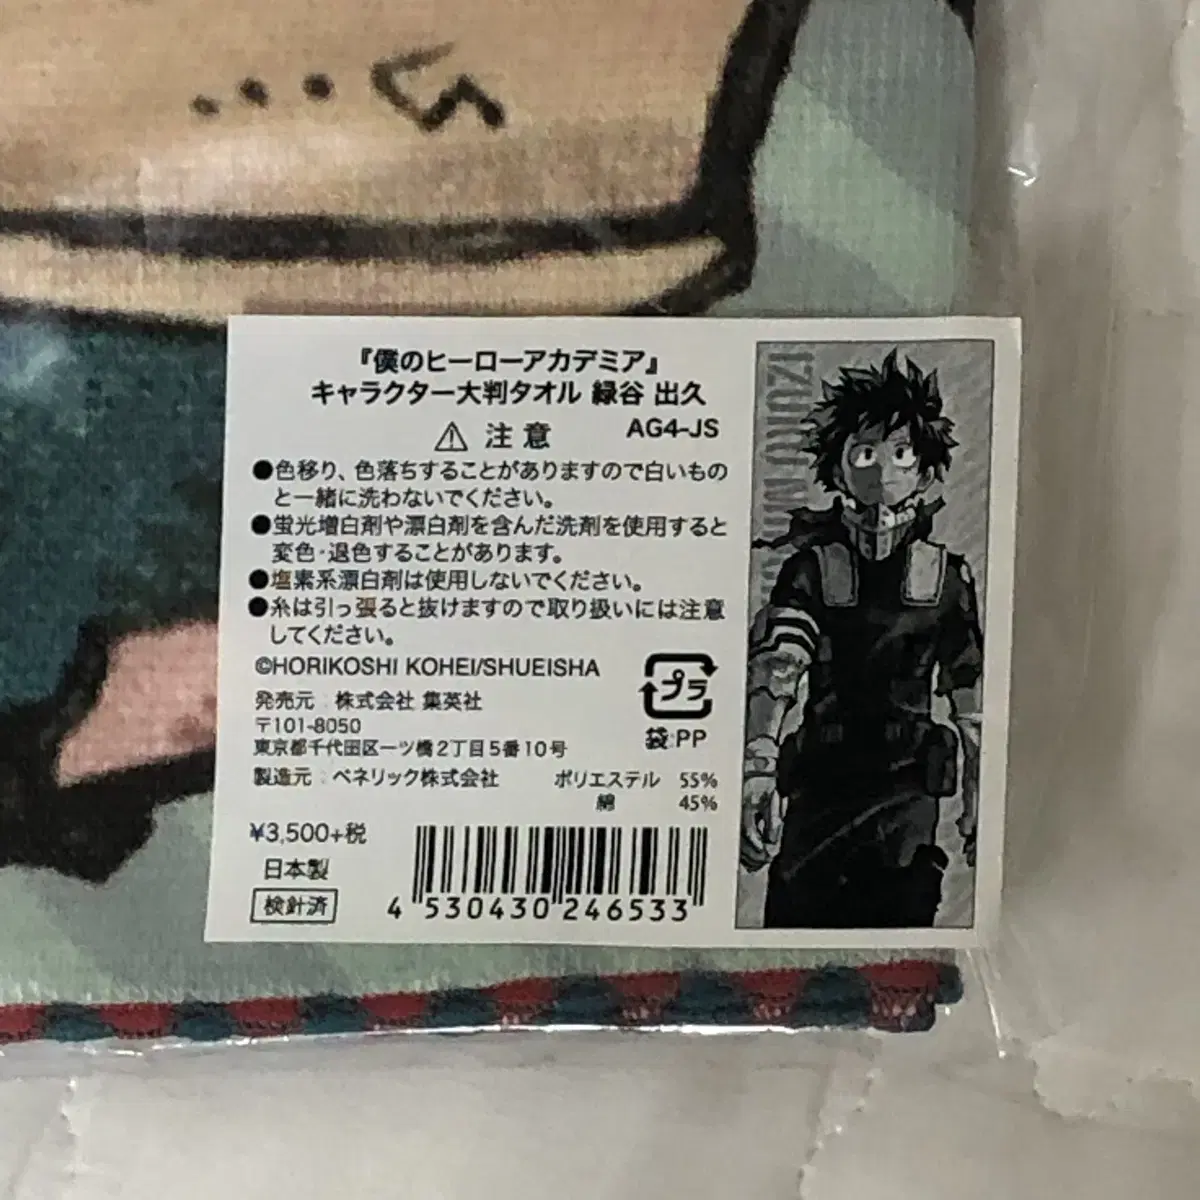 『僕のヒーローアカデミア』
キャラクター大判タオル 緑谷 出久
AG4-JS
⚠ 注意
●色移り、色落ちすることがありますので白いもの
と一緒に洗わないでください。
●蛍光増白剤や漂白剤を含んだ洗剤を使用すると
変色・退色することがあります。
●塩素系漂白剤は使用しないでください。
●糸は引っ張ると抜けますので取り扱いには注意
してください。
©HORIKOSHI KOHEI/SHUEISHA
プラ
袋:PP
発売元:株式会社 集英社
〒101-8050
東京都千代田区一ツ橋2丁目5番10号
製造元:ベネリック株式会社
ポリエステル 55%
綿 45%
¥3,500+税
日本製
検針済
4 530430 246533
IZUKU MIDORIYA